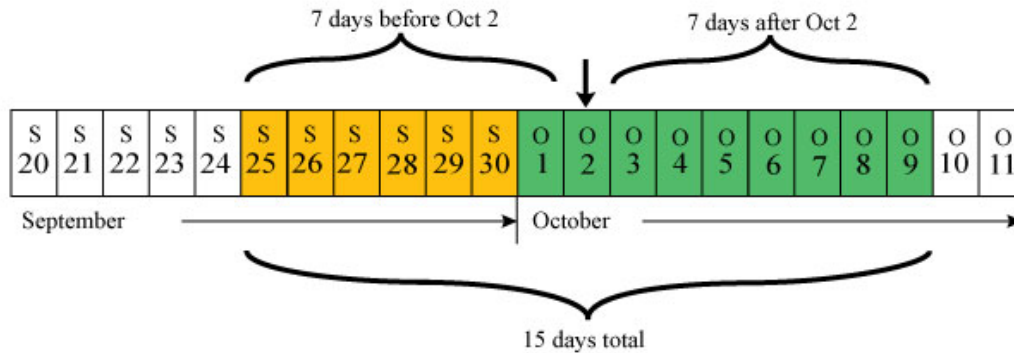 7 days before Oct 2 7 days after Oct 2
S S S S S S S S S S S O O O O O O O O O O O
20 21 22 23 24 25 26 27 28 29 30 1 2 3 4 5 6 7 8 9 10 11
September October
15 days total